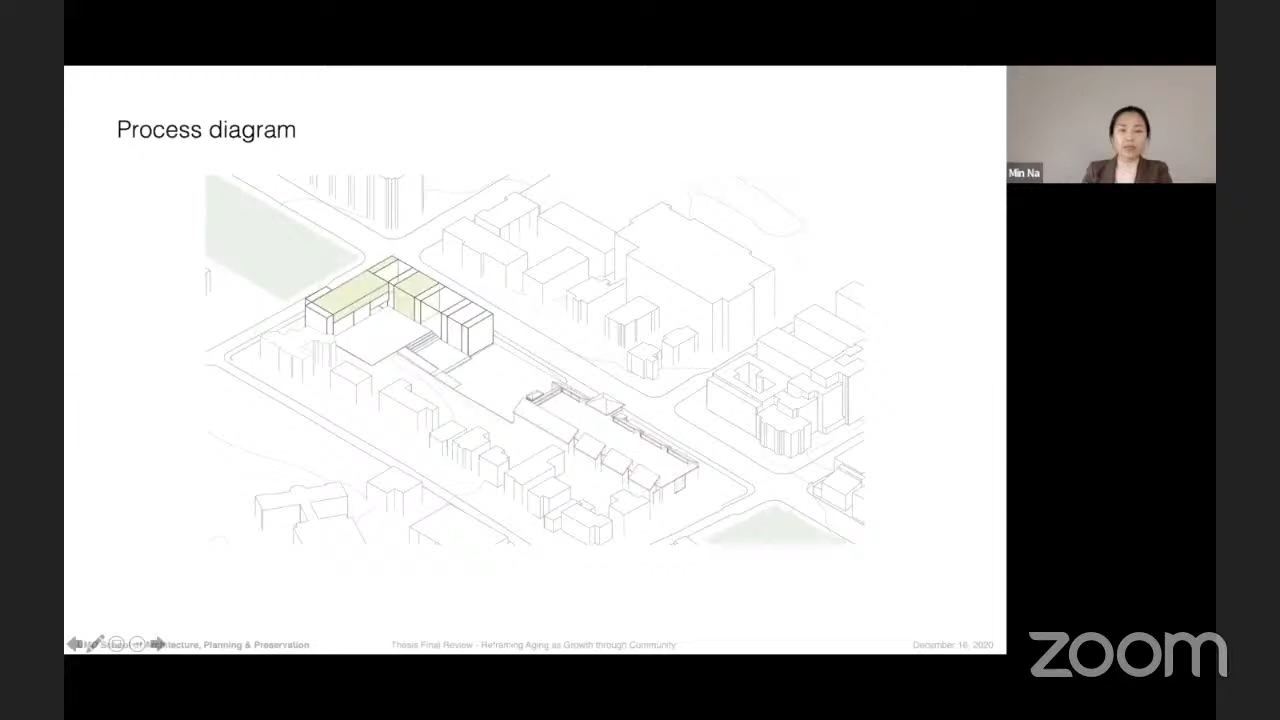 Process diagram
Min Na
Architecture, Planning & Preservation
Thesis Final Review - Reframing Aging as Growth through Community
December 16, 2020
zoom